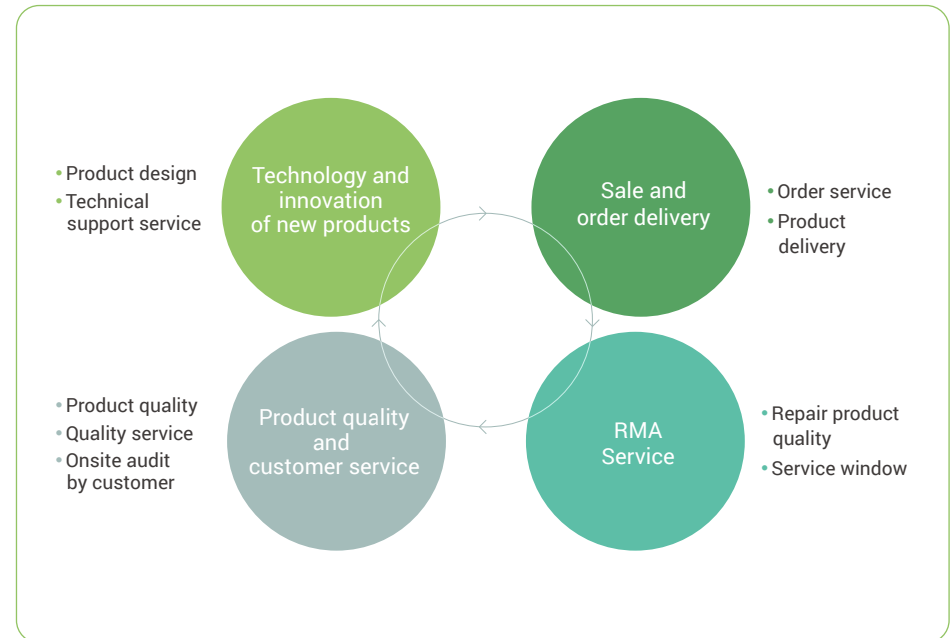 • Product design
• Technical
support service
Technology and
innovation
of new products
Sale and
order delivery
• Order service
• Product
delivery
• Product quality
• Quality service
• Onsite audit
by customer
Product quality
and
customer service
RMA
Service
• Repair product
quality
• Service window